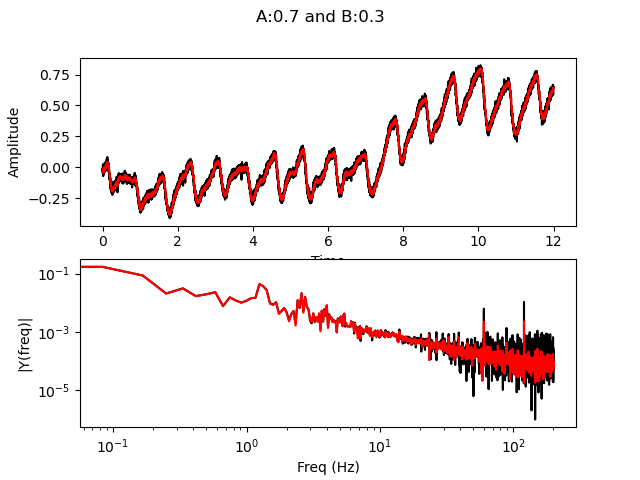 A:0.7 and B:0.3
0.75
0.50
0.25
0.00
−0.25
Amplitude
0 2 4 6 8 10 12
10⁻¹
10⁻³
10⁻⁵
|Y(freq)|
10⁻¹ 10⁰ 10¹ 10²
Freq (Hz)